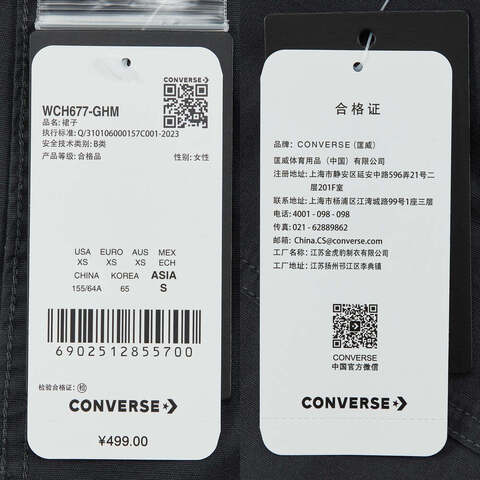 CONVERSE
WCH677-GHM
品名: 裙子
执行标准: Q/310106000157C001-2023
安全技术类别: B类
产品等级: 合格品 性别: 女性
USA EURO AUS MEX
XS XS XS ECH
CHINA KOREA ASIA
155/64A 65 S
6902512855700
检验合格证: 检
CONVERSE
¥499.00
合格证
品牌: CONVERSE (匡威)
匡威体育用品 (中国) 有限公司
注册地址: 上海市静安区延安中路596弄21号二
层201F室
联系地址: 上海市杨浦区江湾城路99号1座三层
电话: 4001 - 098 - 098
传真: 021 - 62889862
邮箱: China.CS@converse.com
工厂名称: 江苏金虎豹制衣有限公司
工厂地址: 江苏扬州邗江区李典镇
CONVERSE
中国官方微信
CONVERSE